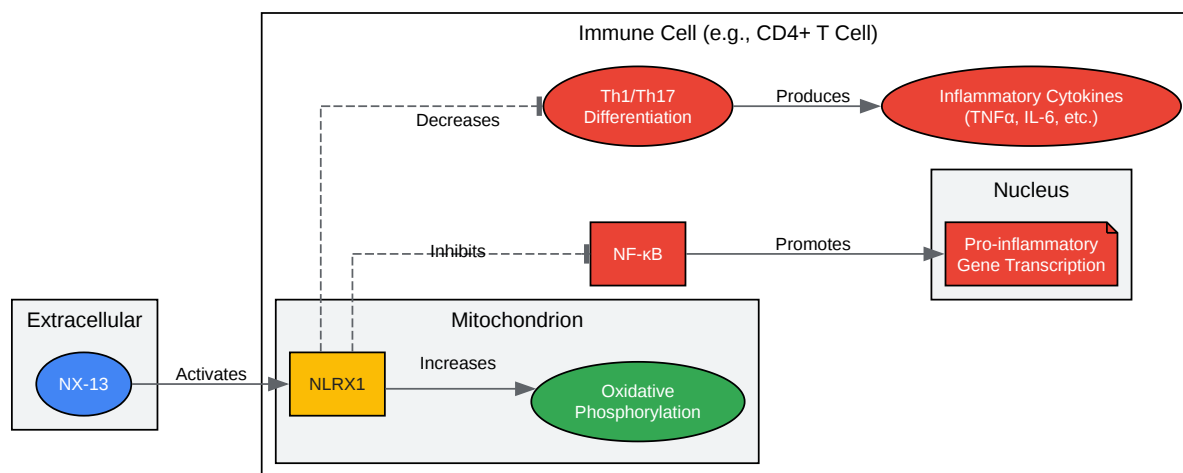 Immune Cell (e.g., CD4+ T Cell)
Th1/Th17
Differentiation
Produces
Inflammatory Cytokines
(TNFα, IL-6, etc.)
Decreases
Nucleus
Inhibits
NF-κB
Promotes
Pro-inflammatory
Gene Transcription
Extracellular
Mitochondrion
NX-13
Activates
NLRX1
Increases
Oxidative
Phosphorylation